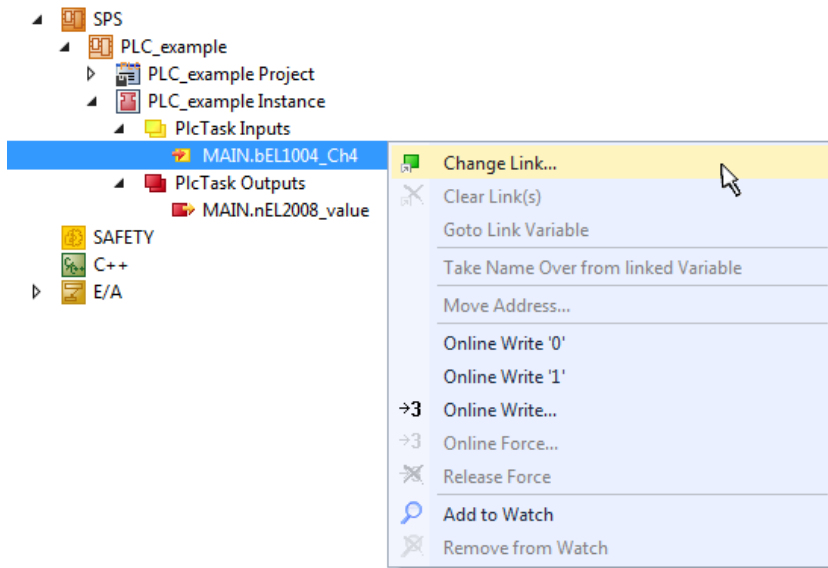 SPS
PLC_example
PLC_example Project
PLC_example Instance
PlcTask Inputs
MAIN.bEL1004_Ch4
PlcTask Outputs
MAIN.nEL2008_value
SAFETY
C++
E/A
Change Link...
Clear Link(s)
Goto Link Variable
Take Name Over from linked Variable
Move Address...
Online Write '0'
Online Write '1'
→3 Online Write...
→3 Online Force...
Release Force
Add to Watch
Remove from Watch